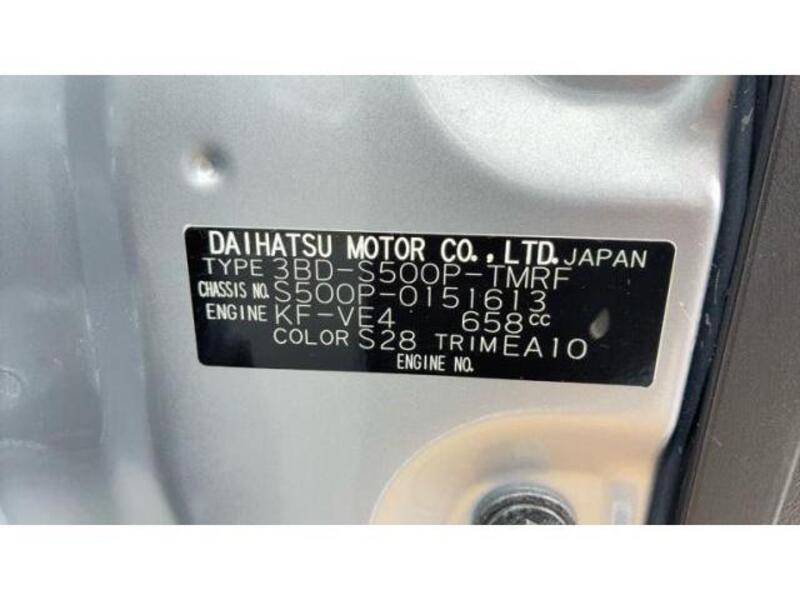 DAIHATSU MOTOR CO., LTD. JAPAN
TYPE 3BD-S500P-TMRF
CHASSIS NO. S500P-0151613
ENGINE KF-VE4 658cc
COLOR S28 TRIM EA10
ENGINE NO.